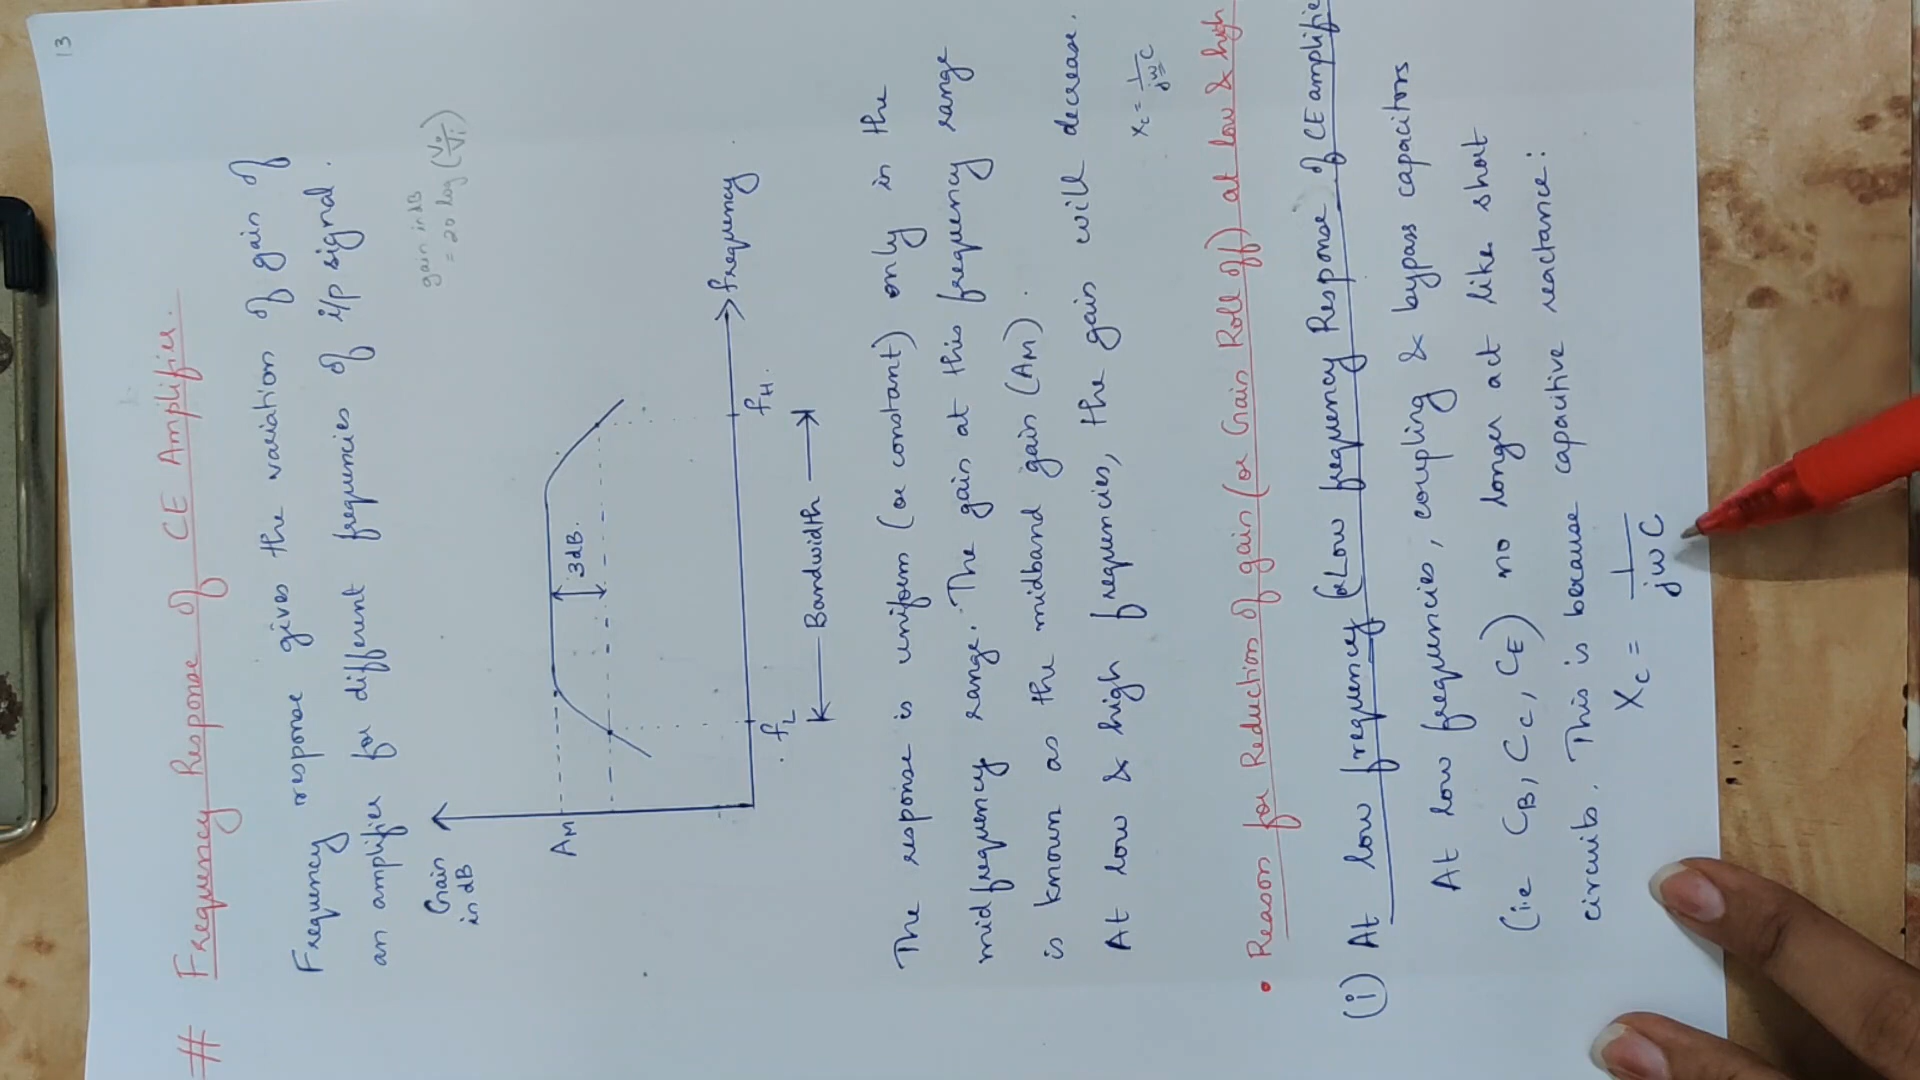 13
# Frequency Response of CE Amplifier.
Frequency response gives the variation of gain of
an amplifier for different frequencies of i/p signal.
gain in dB
= 20 log (Vo/Vi)
Gain
in dB
AM
3dB.
fL
fH.
frequency
Bandwidth
The response is uniform (or constant) only in the
midfrequency range. The gain at this frequency range
is known as the midband gain (AM).
At low & high frequencies, the gain will decrease.
Xc = 1/jωC
• Reason for Reduction of gain (or Gain Roll off) at low & high
(i) At low frequency (or Low frequency Response of CE amplifie
At low frequencies, coupling & bypass capacitors
(ie CB, CC, CE) no longer act like short
circuits. This is because capacitive reactance:
Xc = 1/jωC